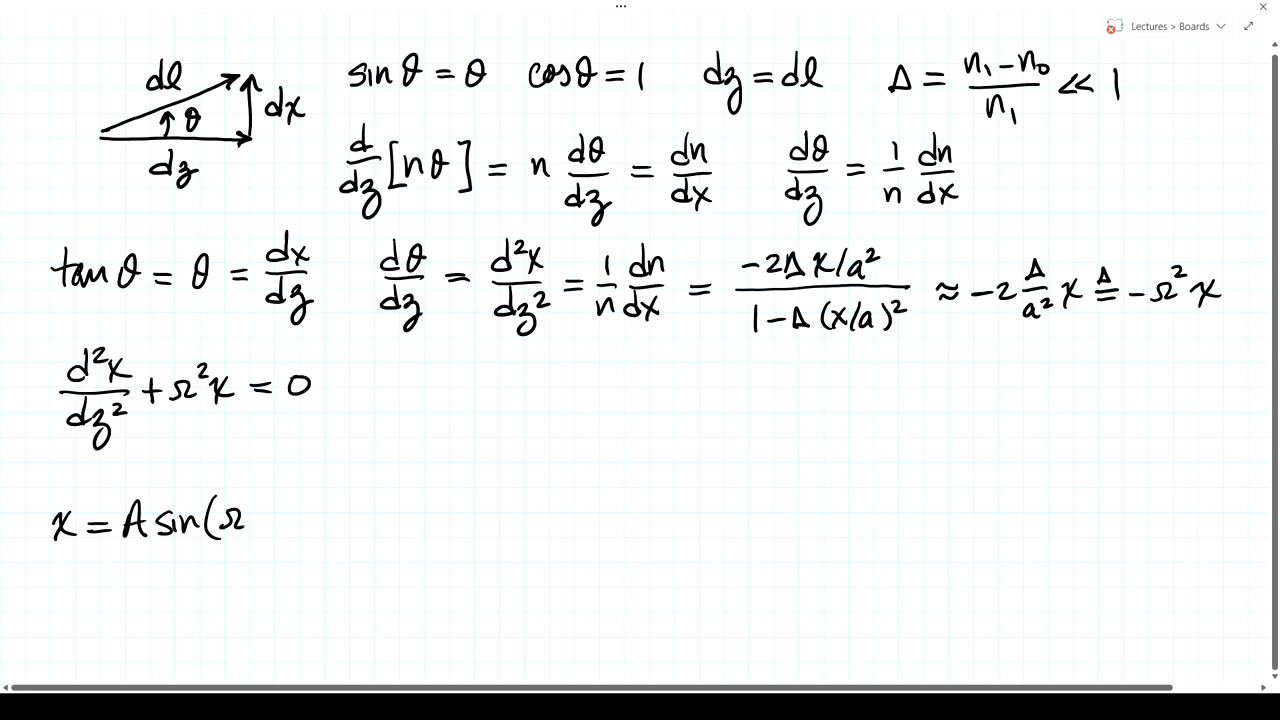 ...
Lectures > Boards
dl θ dx dz sin θ = θ cos θ = 1 dz = dl Δ = (n₁ - n₀)/n₁ ≪ 1
d/dz [nθ] = n dθ/dz = dn/dx dθ/dz = 1/n dn/dx
tan θ = θ = dx/dz dθ/dz = d²x/dz² = 1/n dn/dx = (-2Δx/a²)/(1-Δ(x/a)²) ≈ -2 Δ/a² x ≜ -Ω²x
d²x/dz² + Ω²x = 0
x = A sin(Ω